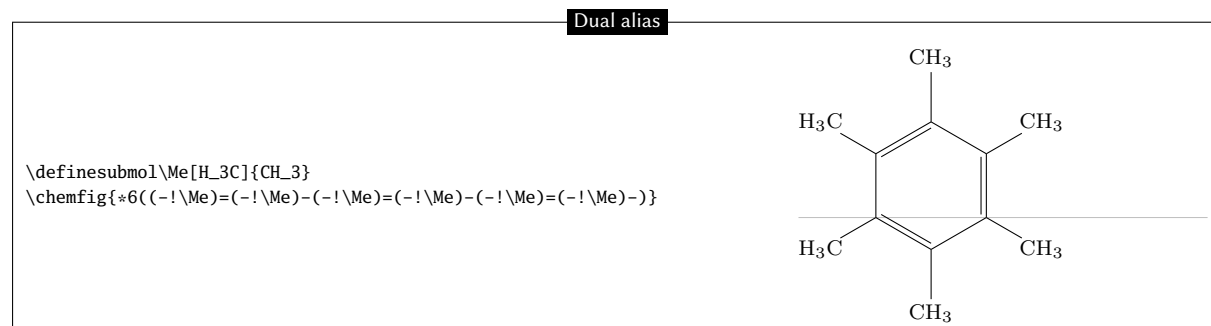 Dual alias
\definesubmol\Me[H_3C]{CH_3}
\chemfig{*6((-!\Me)=(-!\Me)-(-!\Me)=(-!\Me)-(-!\Me)=(-!\Me)-)}
CH₃
H₃C CH₃
H₃C CH₃
CH₃